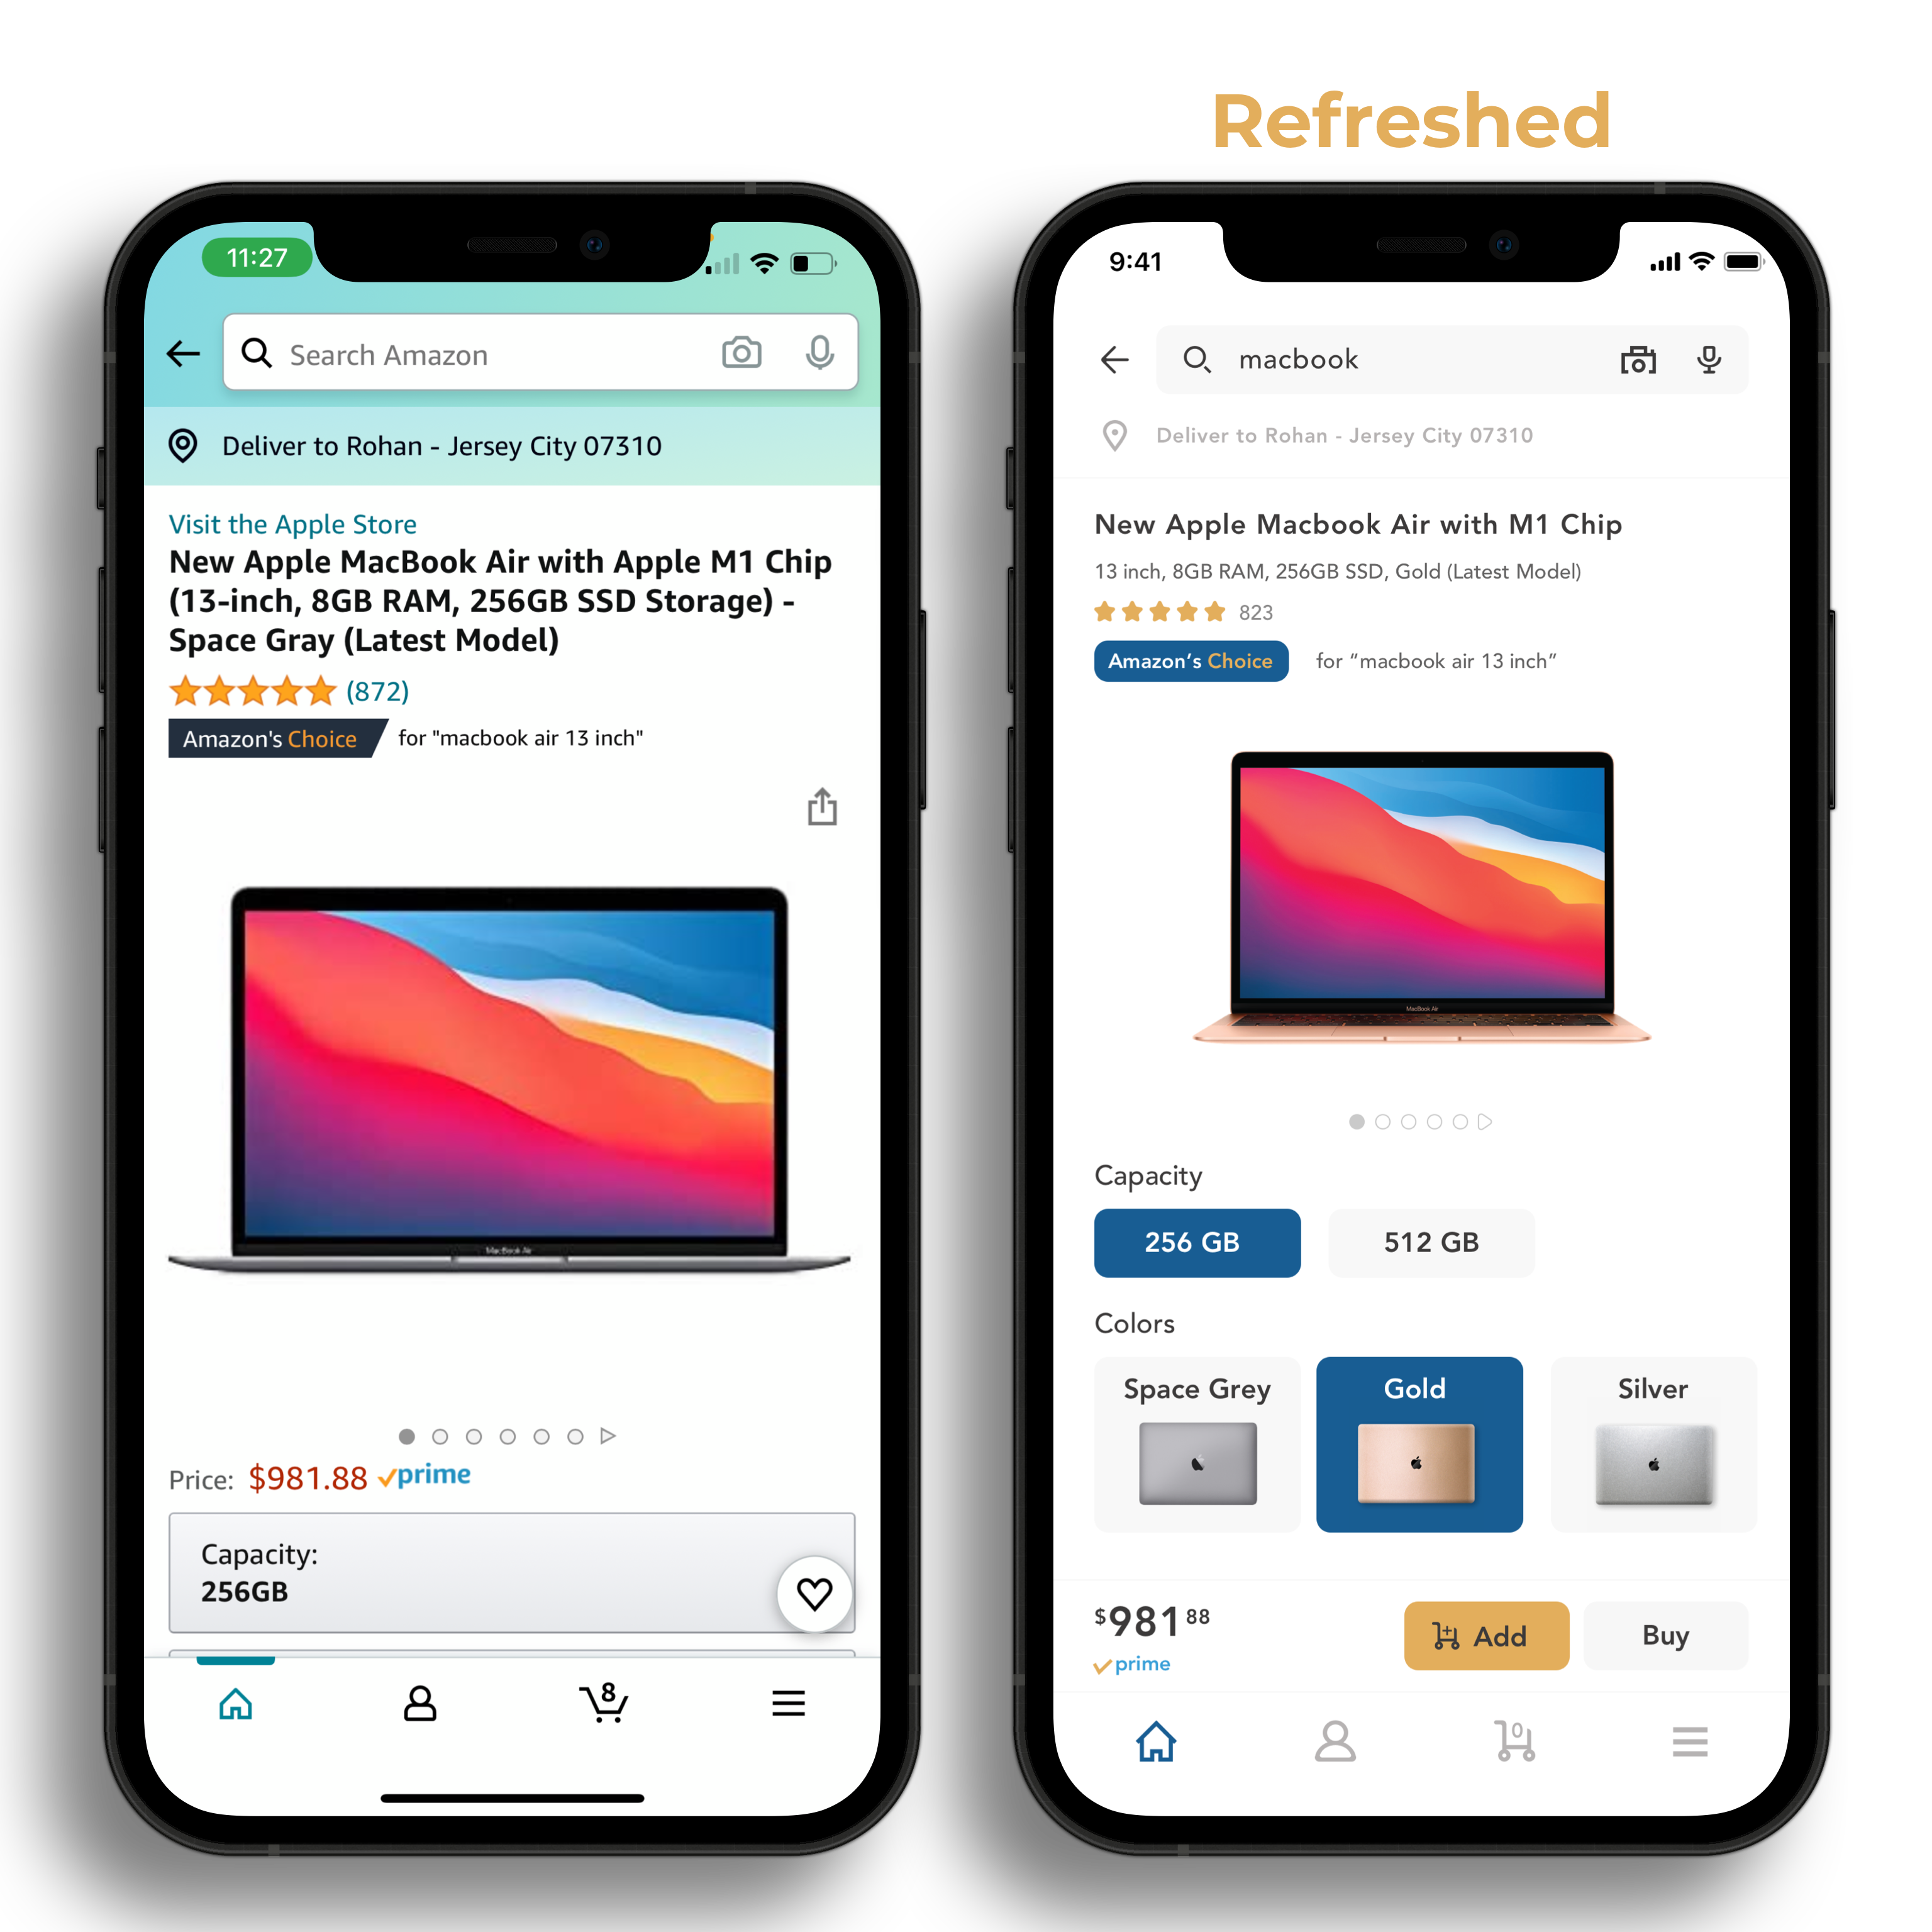 Refreshed
11:27
Search Amazon
Deliver to Rohan - Jersey City 07310
Visit the Apple Store
New Apple MacBook Air with Apple M1 Chip
(13-inch, 8GB RAM, 256GB SSD Storage) -
Space Gray (Latest Model)
(872)
Amazon's Choice for "macbook air 13 inch"
MacBook Air
Price: $981.88 prime
Capacity:
256GB
8
9:41
macbook
Deliver to Rohan - Jersey City 07310
New Apple Macbook Air with M1 Chip
13 inch, 8GB RAM, 256GB SSD, Gold (Latest Model)
823
Amazon’s Choice for “macbook air 13 inch”
MacBook Air
Capacity
256 GB 512 GB
Colors
Space Grey Gold Silver
$981 88 Add Buy
prime
0